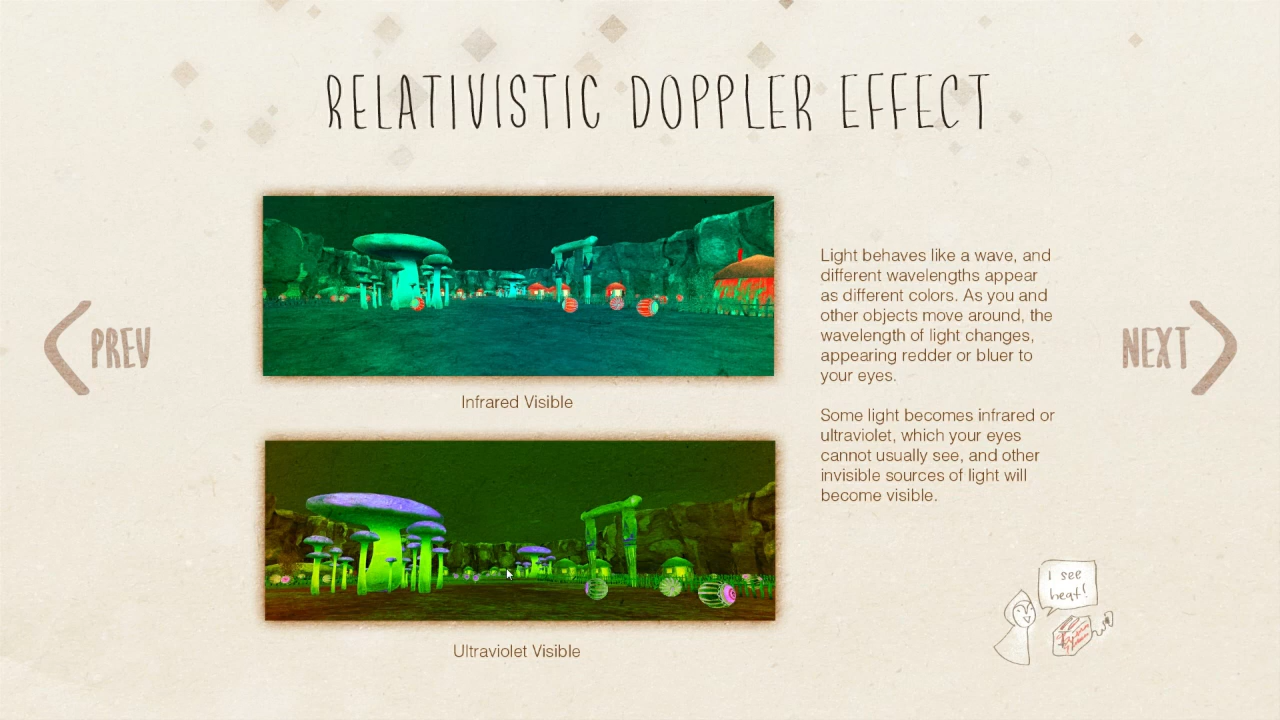 RELATIVISTIC DOPPLER EFFECT
Infrared Visible
Ultraviolet Visible
Light behaves like a wave, and
different wavelengths appear
as different colors. As you and
other objects move around, the
wavelength of light changes,
appearing redder or bluer to
your eyes.
Some light becomes infrared or
ultraviolet, which your eyes
cannot usually see, and other
invisible sources of light will
become visible.
PREV
NEXT
I see
heat!